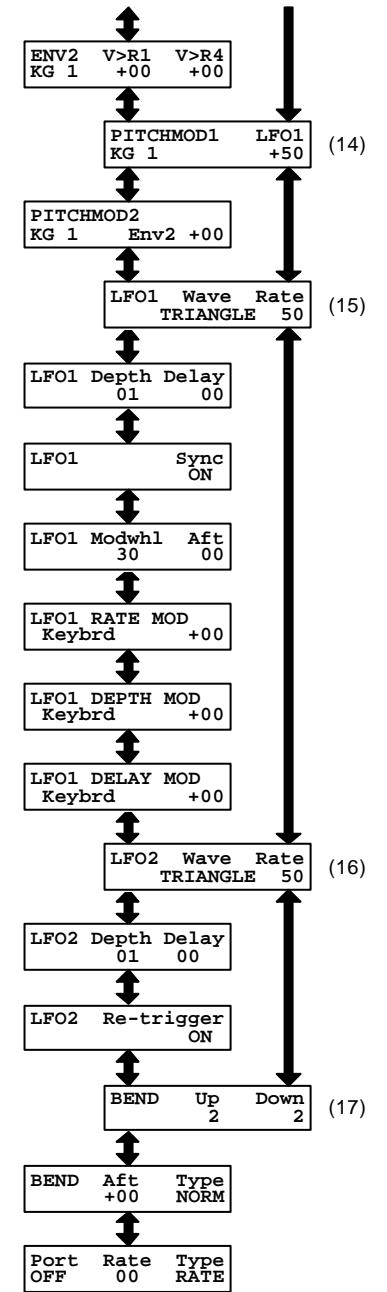 ENV2 V>R1 V>R4
KG 1 +00 +00
PITCHMOD1 LFO1
KG 1 +50
(14)
PITCHMOD2
KG 1 Env2 +00
LFO1 Wave Rate
TRIANGLE 50
(15)
LFO1 Depth Delay
01 00
LFO1 Sync
ON
LFO1 Modwhl Aft
30 00
LFO1 RATE MOD
Keybrd +00
LFO1 DEPTH MOD
Keybrd +00
LFO1 DELAY MOD
Keybrd +00
LFO2 Wave Rate
TRIANGLE 50
(16)
LFO2 Depth Delay
01 00
LFO2 Re-trigger
ON
BEND Up Down
2 2
(17)
BEND Aft Type
+00 NORM
Port Rate Type
OFF 00 RATE